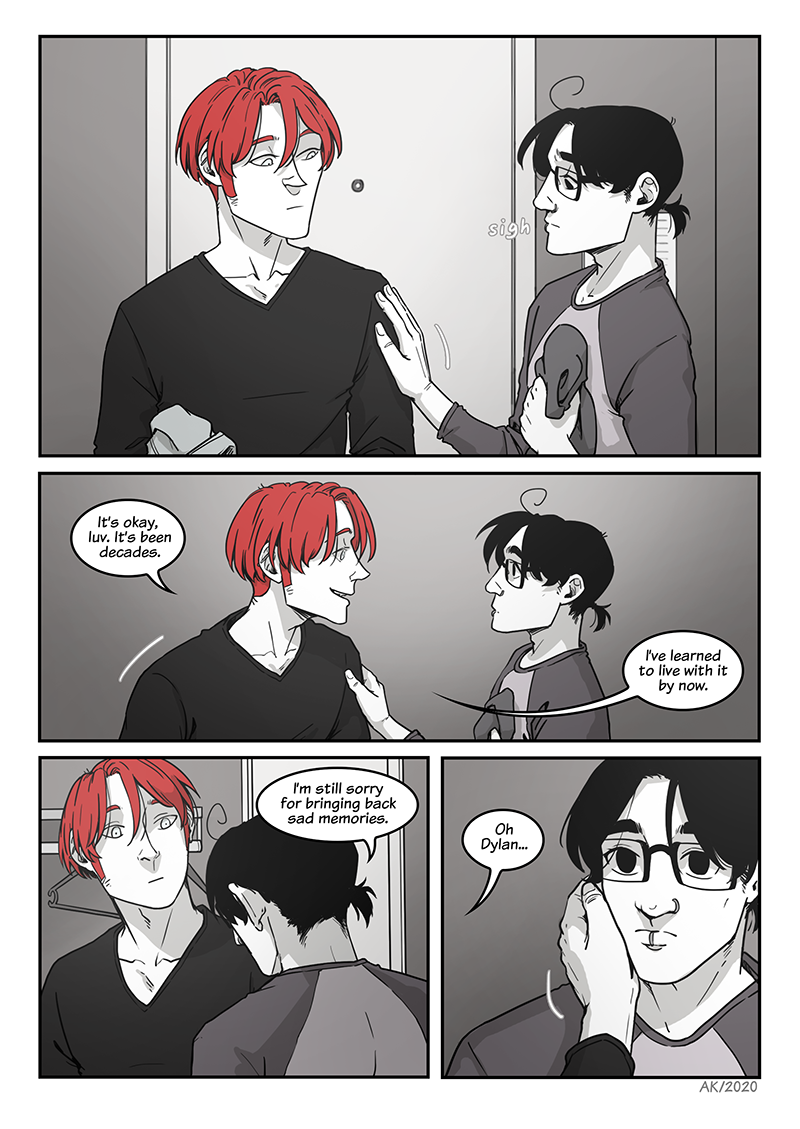 sigh
It's okay,
luv. It's been
decades.
I've learned
to live with it
by now.
I'm still sorry
for bringing back
sad memories.
Oh
Dylan...
AK/2020